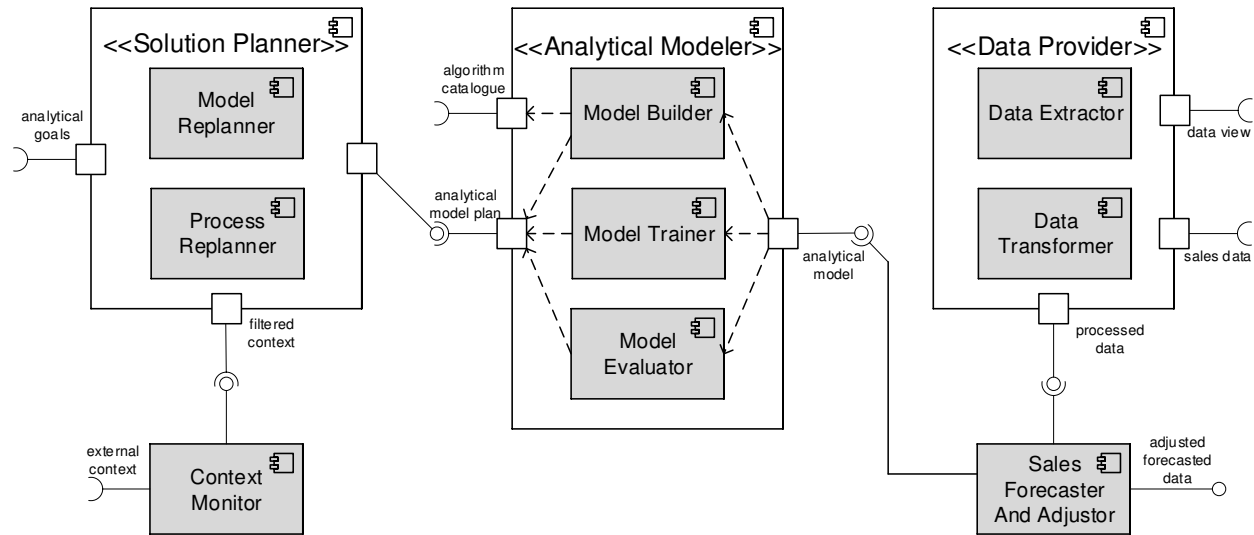 <<Solution Planner>>
Model
Replanner
Process
Replanner
analytical
goals
filtered
context
external
context
Context
Monitor
<<Analytical Modeler>>
algorithm
catalogue
analytical
model plan
Model Builder
Model Trainer
Model
Evaluator
analytical
model
<<Data Provider>>
Data Extractor
Data
Transformer
data view
sales data
processed
data
Sales
Forecaster
And Adjustor
adjusted
forecasted
data